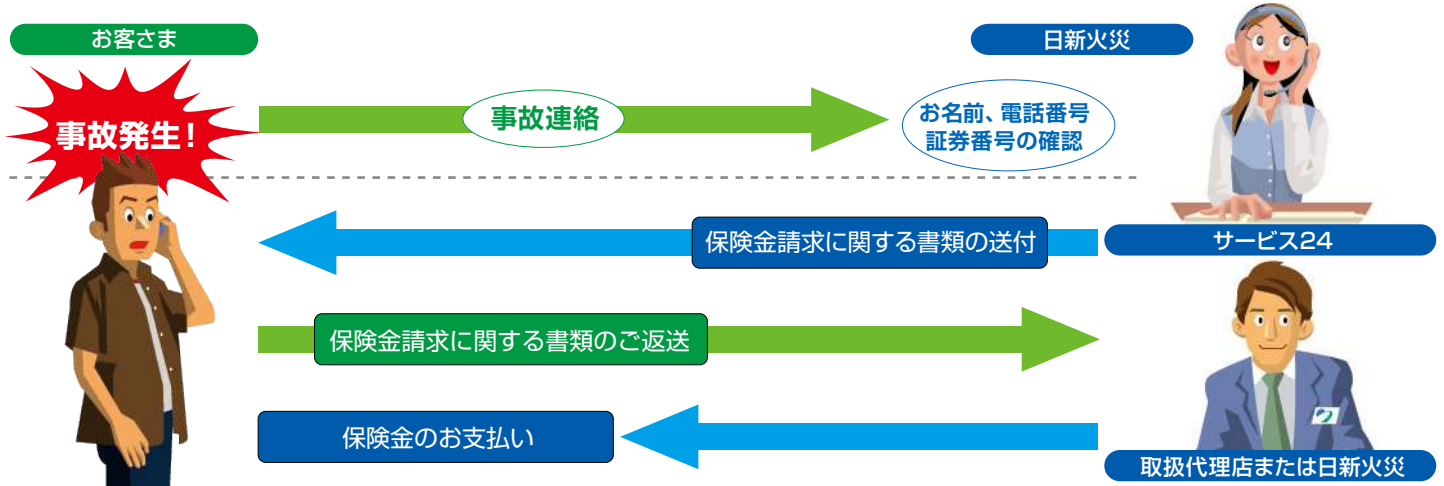 お客さま
日新火災
事故発生!
事故連絡
お名前、電話番号
証券番号の確認
保険金請求に関する書類の送付
サービス24
保険金請求に関する書類のご返送
保険金のお支払い
取扱代理店または日新火災